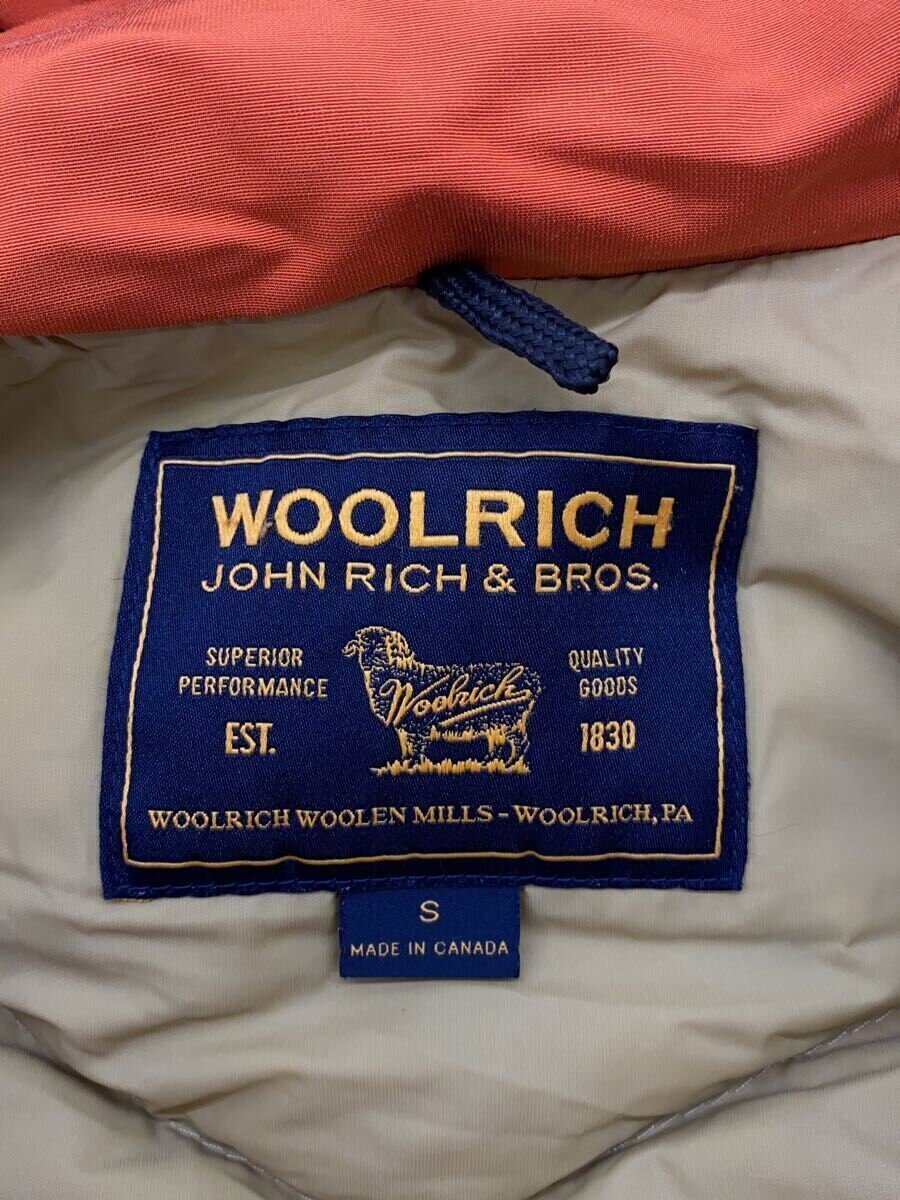 WOOLRICH
JOHN RICH & BROS.
SUPERIOR
PERFORMANCE
EST.
Woolrich
QUALITY
GOODS
1830
WOOLRICH WOOLEN MILLS - WOOLRICH, PA
S
MADE IN CANADA